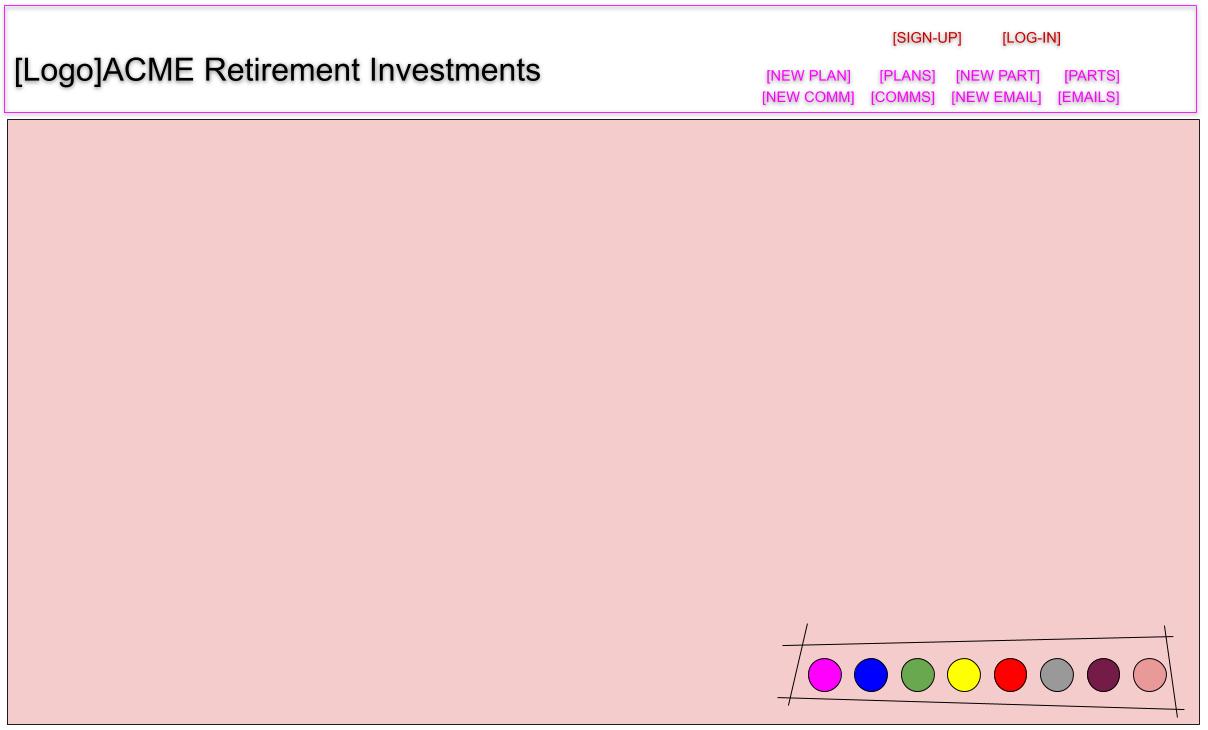 [SIGN-UP] [LOG-IN]
[Logo]ACME Retirement Investments
[NEW PLAN] [PLANS] [NEW PART] [PARTS]
[NEW COMM] [COMMS] [NEW EMAIL] [EMAILS]